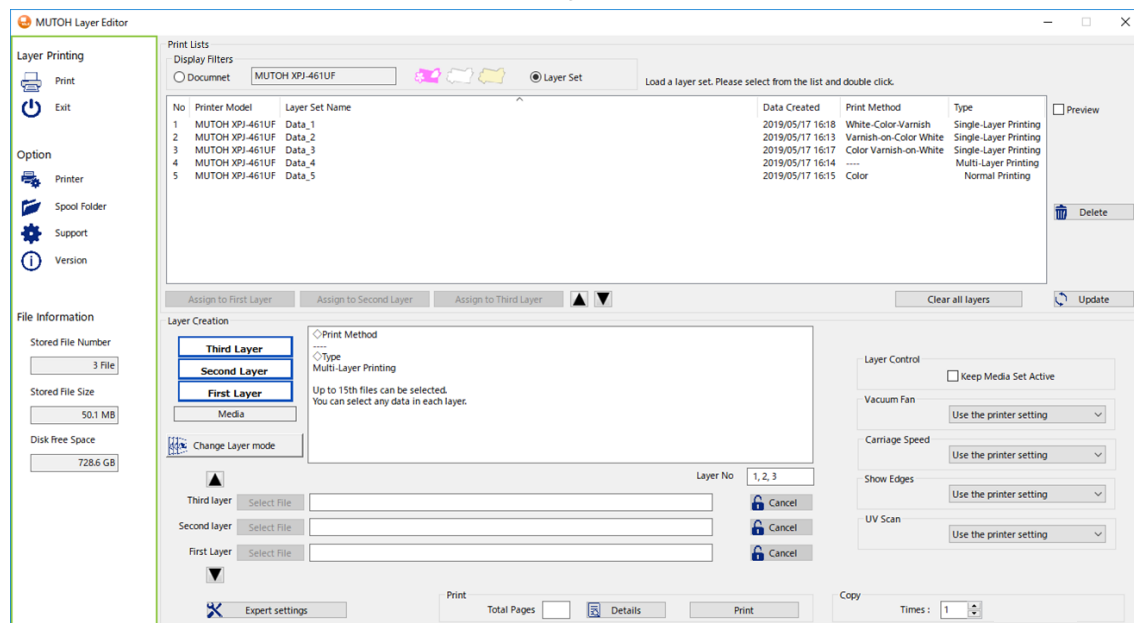 MUTOH Layer Editor
Layer Printing
Print
Exit
Option
Printer
Spool Folder
Support
Version
File Information
Stored File Number
3 File
Stored File Size
50.1 MB
Disk Free Space
728.6 GB
Print Lists
Display Filters
Documnet MUTOH XPJ-461UF Layer Set
Load a layer set. Please select from the list and double click.
No Printer Model Layer Set Name Data Created Print Method Type
1 MUTOH XPJ-461UF Data_1 2019/05/17 16:18 White-Color-Varnish Single-Layer Printing
2 MUTOH XPJ-461UF Data_2 2019/05/17 16:13 Varnish-on-Color White Single-Layer Printing
3 MUTOH XPJ-461UF Data_3 2019/05/17 16:17 Color Varnish-on-White Single-Layer Printing
4 MUTOH XPJ-461UF Data_4 2019/05/17 16:14 ---- Multi-Layer Printing
5 MUTOH XPJ-461UF Data_5 2019/05/17 16:15 Color Normal Printing
Preview
Delete
Assign to First Layer Assign to Second Layer Assign to Third Layer Clear all layers Update
Layer Creation
Third Layer
Second Layer
First Layer
Media
Change Layer mode
◇Print Method
----
◇Type
Multi-Layer Printing
Up to 15th files can be selected.
You can select any data in each layer.
Layer Control
Keep Media Set Active
Vacuum Fan
Use the printer setting
Carriage Speed
Use the printer setting
Show Edges
Use the printer setting
UV Scan
Use the printer setting
Layer No 1, 2, 3
Third layer Select File Cancel
Second layer Select File Cancel
First Layer Select File Cancel
Expert settings
Print
Total Pages Details Print
Copy
Times : 1